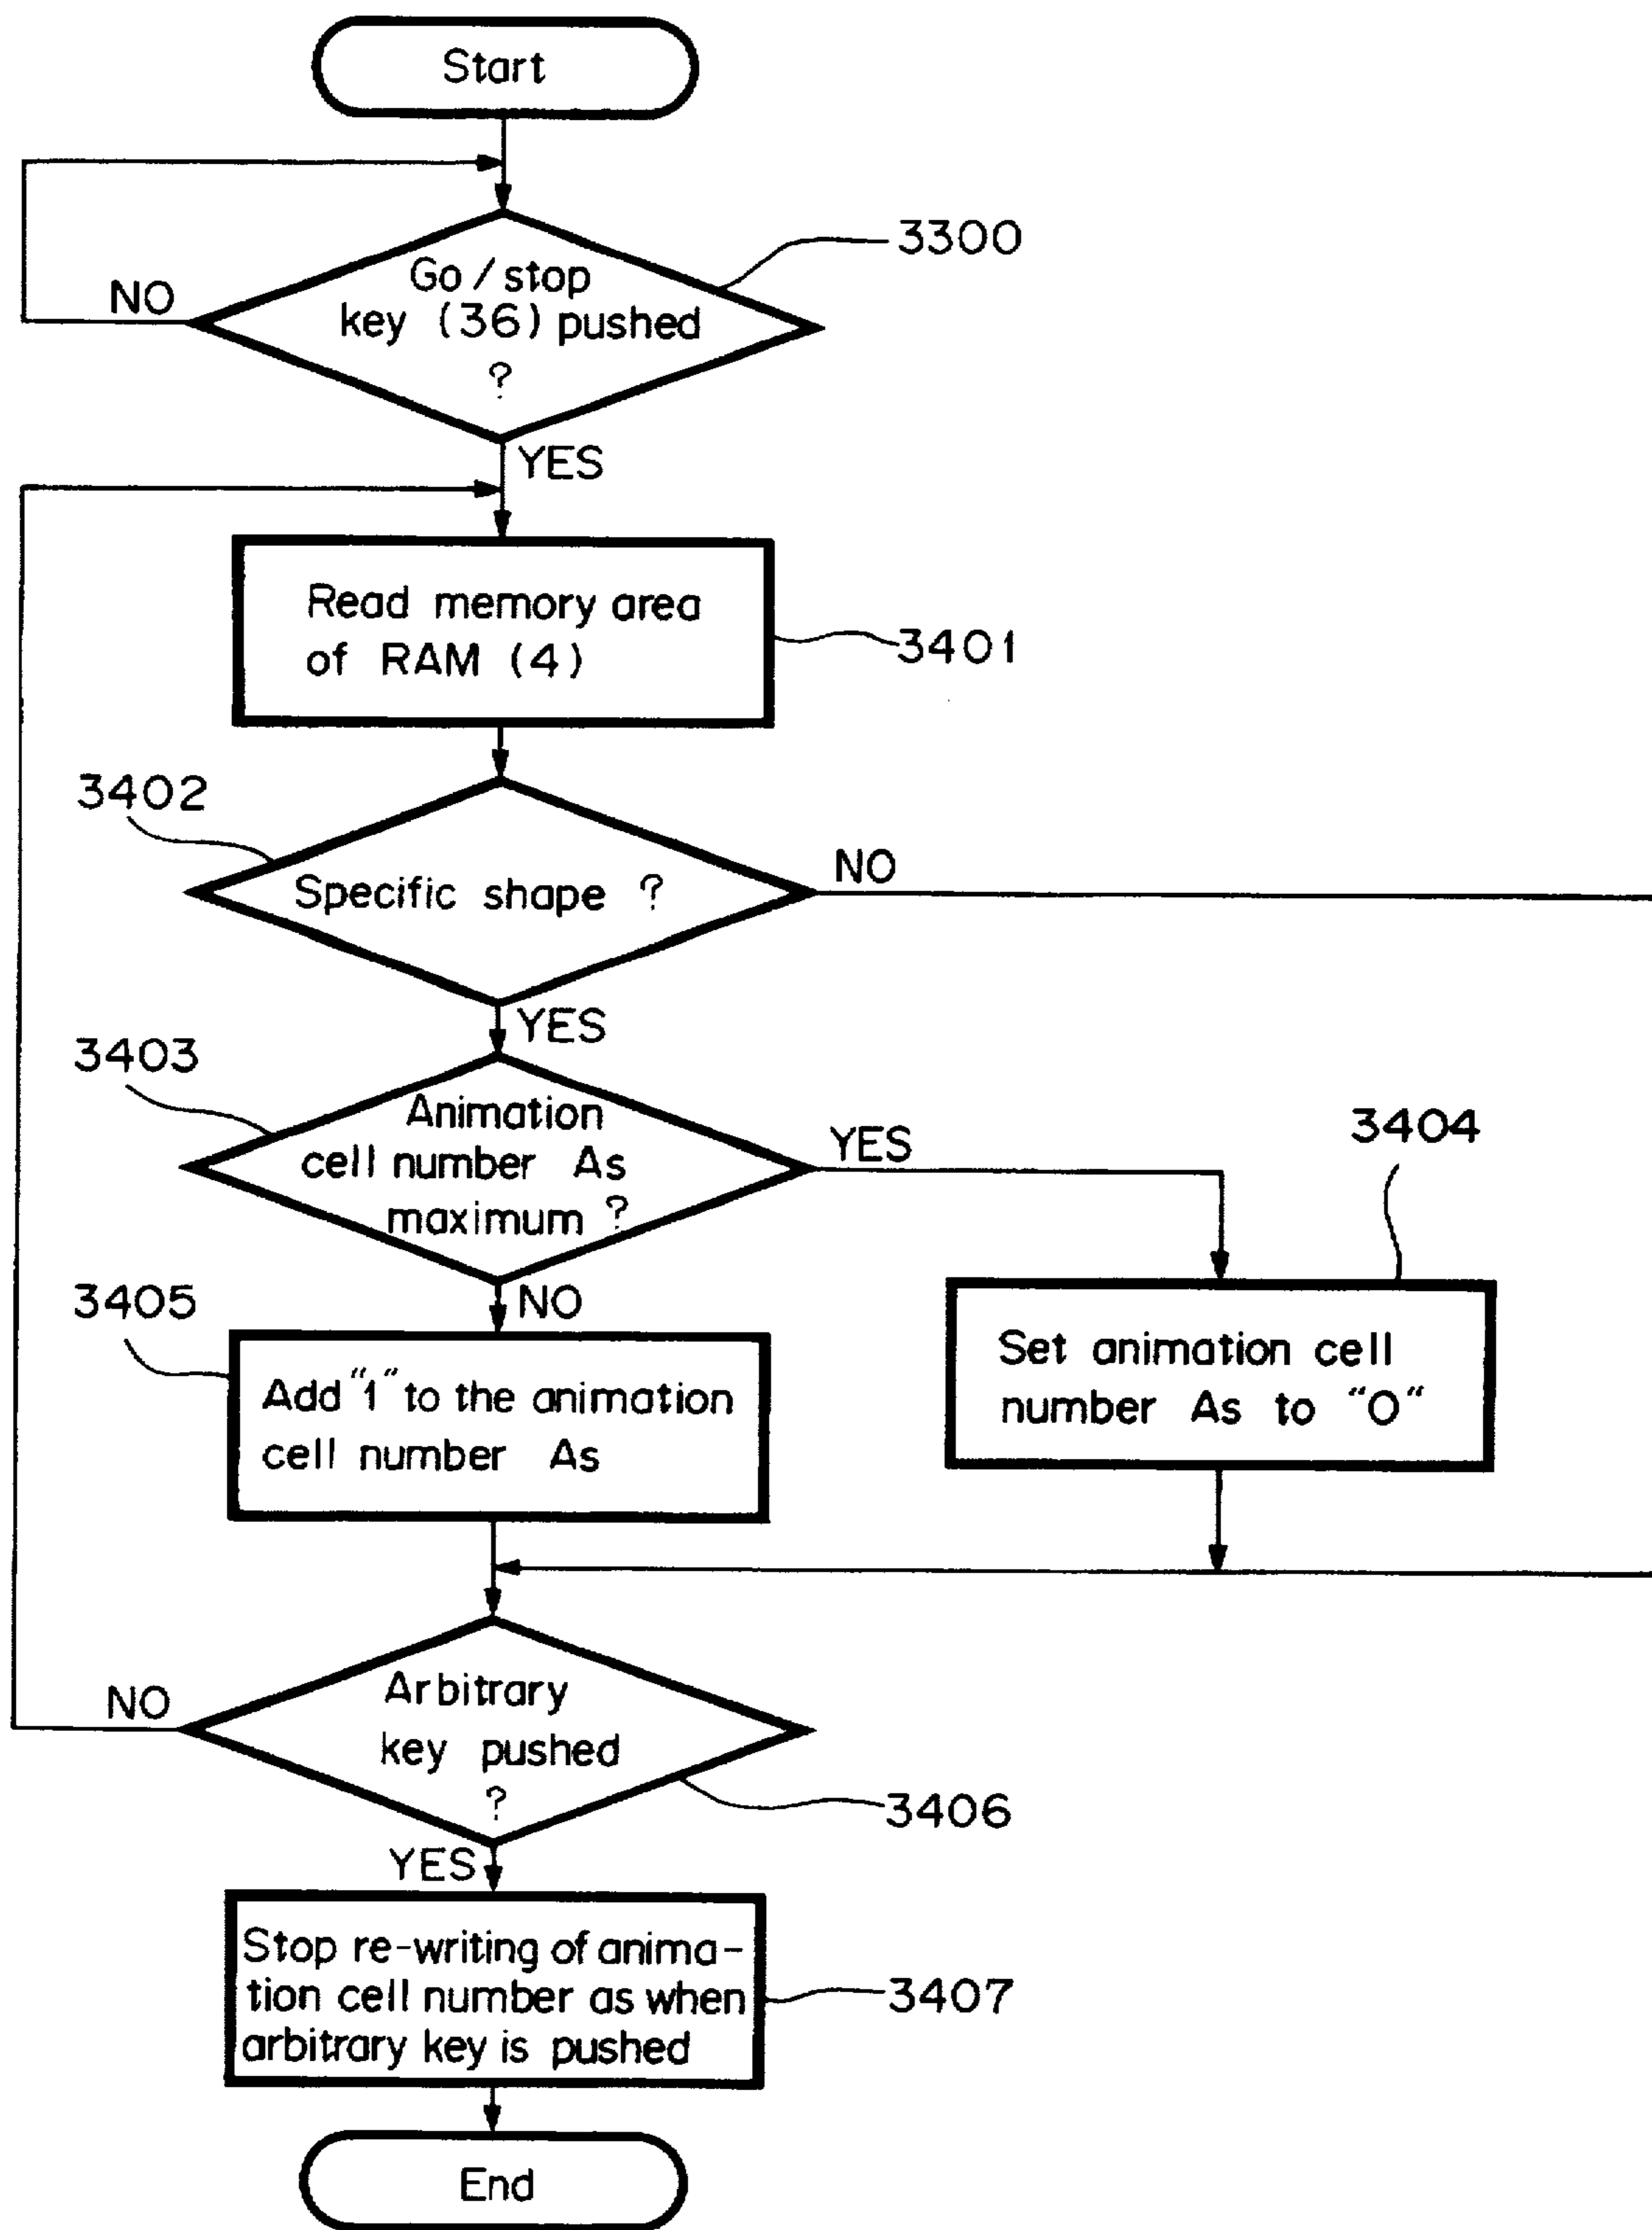 Start
3300
Go/stop
key (36) pushed
?
NO
YES
Read memory area
of RAM (4)
3401
3402
Specific shape ?
NO
YES
3403
Animation
cell number As
maximum ?
YES
3404
NO
3405
Add "1" to the animation
cell number As
Set animation cell
number As to "0"
Arbitrary
key pushed
?
NO
3406
YES
Stop re-writing of anima-
tion cell number as when
arbitrary key is pushed
3407
End